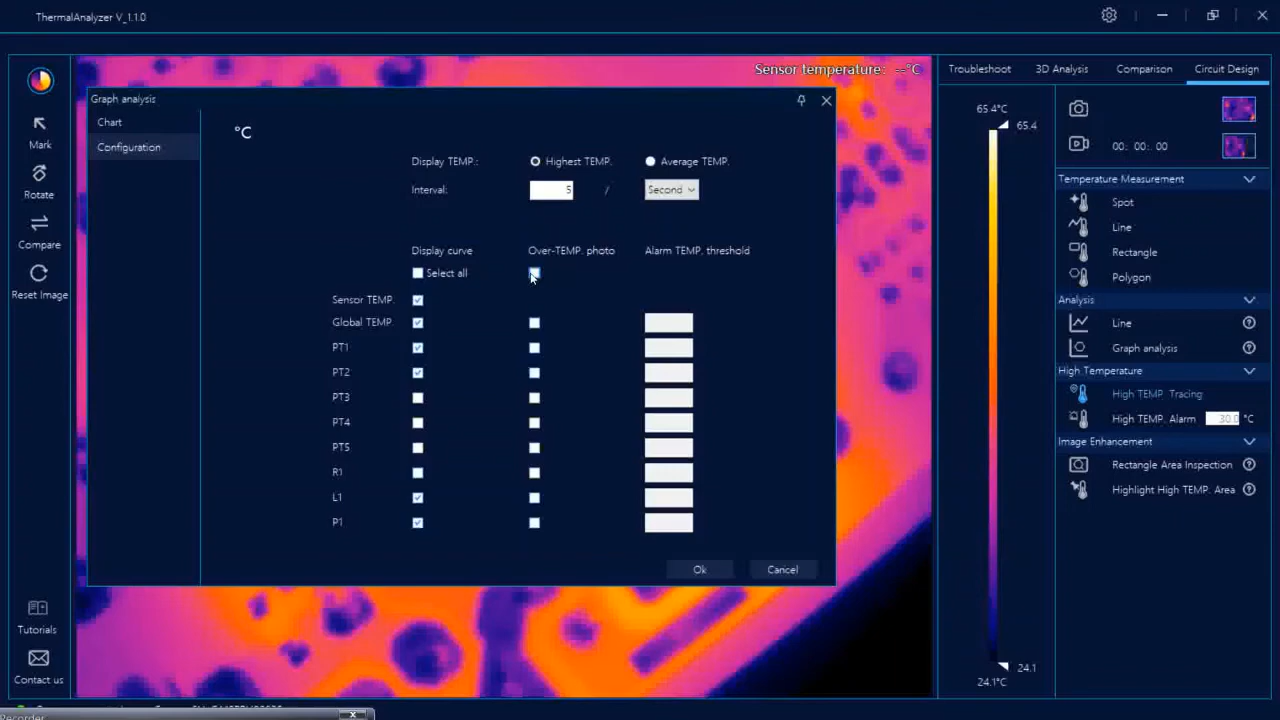 ThermalAnalyzer V_1.1.0
Sensor temperature: --°C
Troubleshoot
3D Analysis
Comparison
Circuit Design
Mark
Rotate
Compare
Reset Image
Tutorials
Contact us
Graph analysis
Chart
Configuration
°C
Display TEMP.: Highest TEMP. Average TEMP.
Interval: 5 / Second
Display curve Over-TEMP. photo Alarm TEMP. threshold
Select all
Sensor TEMP.
Global TEMP.
PT1
PT2
PT3
PT4
PT5
R1
L1
P1
Ok Cancel
65.4°C
65.4
24.1
24.1°C
00: 00: 00
Temperature Measurement
Spot
Line
Rectangle
Polygon
Analysis
Line
Graph analysis
High Temperature
High TEMP. Tracing
High TEMP. Alarm 30.0 °C
Image Enhancement
Rectangle Area Inspection
Highlight High TEMP. Area
Recorder